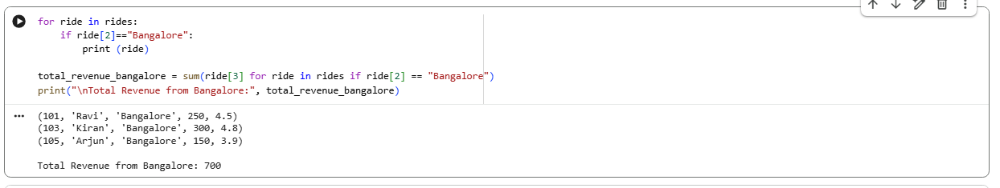 for ride in rides:
    if ride[2]=="Bangalore":
        print (ride)

total_revenue_bangalore = sum(ride[3] for ride in rides if ride[2] == "Bangalore")
print("\nTotal Revenue from Bangalore:", total_revenue_bangalore)
(101, 'Ravi', 'Bangalore', 250, 4.5)
(103, 'Kiran', 'Bangalore', 300, 4.8)
(105, 'Arjun', 'Bangalore', 150, 3.9)

Total Revenue from Bangalore: 700